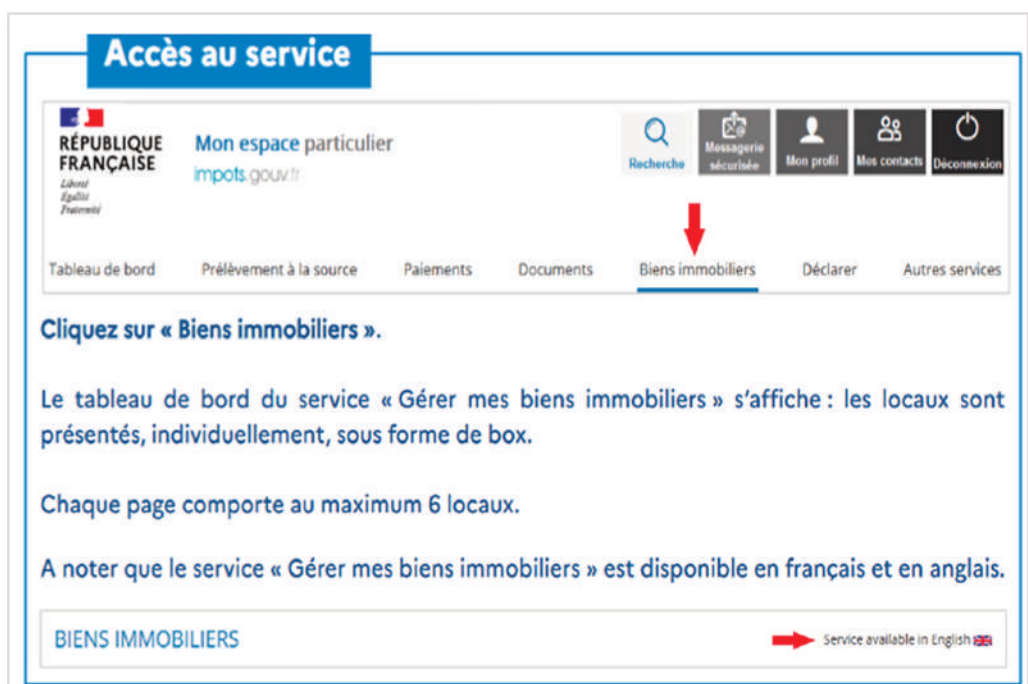 Accès au service
RÉPUBLIQUE
FRANÇAISE
Liberté
Égalité
Fraternité
Mon espace particulier
impots.gouv.fr
Recherche
Messagerie
sécurisée
Mon profil
Mes contacts
Déconnexion
Tableau de bord Prélèvement à la source Paiements Documents Biens immobiliers Déclarer Autres services
Cliquez sur « Biens immobiliers ».
Le tableau de bord du service « Gérer mes biens immobiliers » s’affiche : les locaux sont
présentés, individuellement, sous forme de box.
Chaque page comporte au maximum 6 locaux.
A noter que le service « Gérer mes biens immobiliers » est disponible en français et en anglais.
BIENS IMMOBILIERS Service available in English